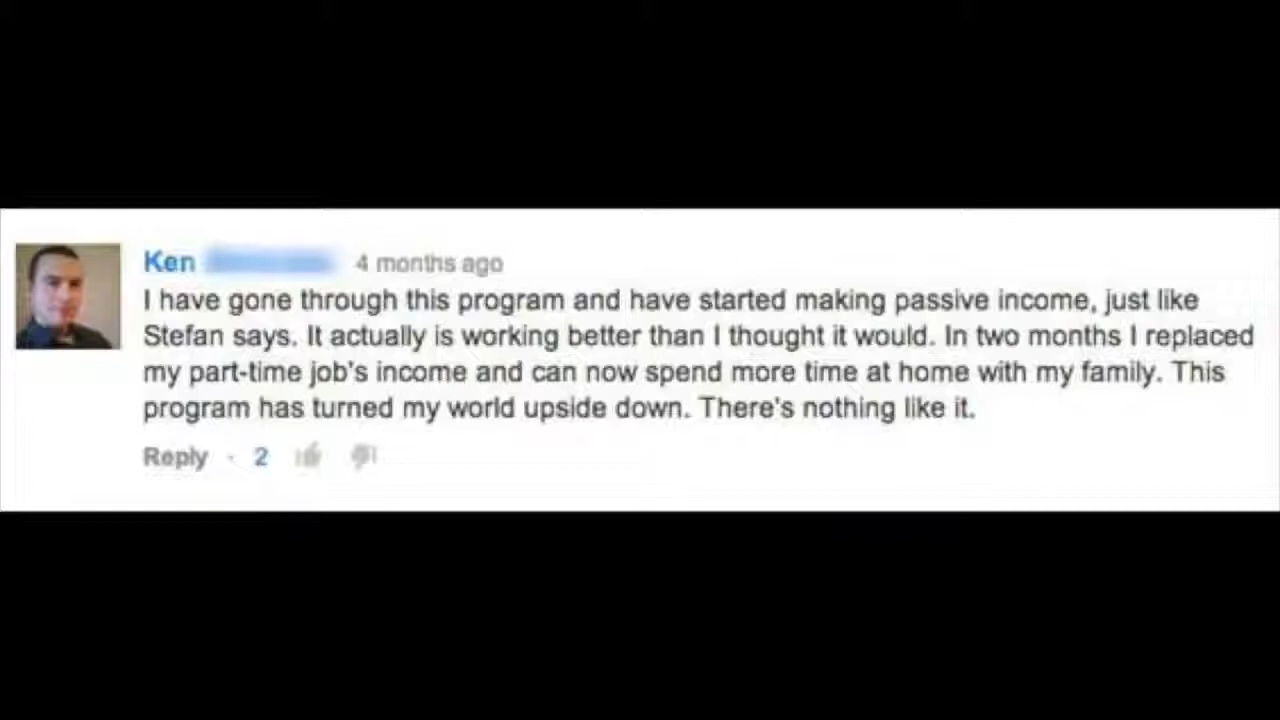 Ken 4 months ago
I have gone through this program and have started making passive income, just like
Stefan says. It actually is working better than I thought it would. In two months I replaced
my part-time job's income and can now spend more time at home with my family. This
program has turned my world upside down. There's nothing like it.
Reply · 2